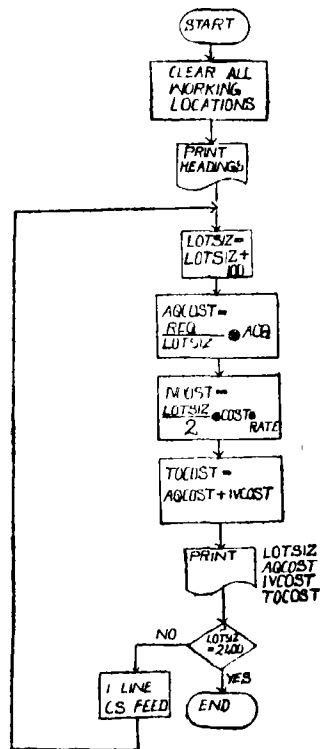 START
CLEAR ALL
WORKING
LOCATIONS
PRINT
HEADINGS
LOTSIZ=
LOTSIZ+
100
AQCOST=
REQ
LOTSIZ
● ACQ
IVCOST=
LOTSIZ
2
●COST●
RATE
TOCOST=
AQCOST+IVCOST
PRINT
LOTSIZ
AQCOST
IVCOST
TOCOST
LOTSIZ
=2400
NO
YES
1 LINE
CS FEED
END